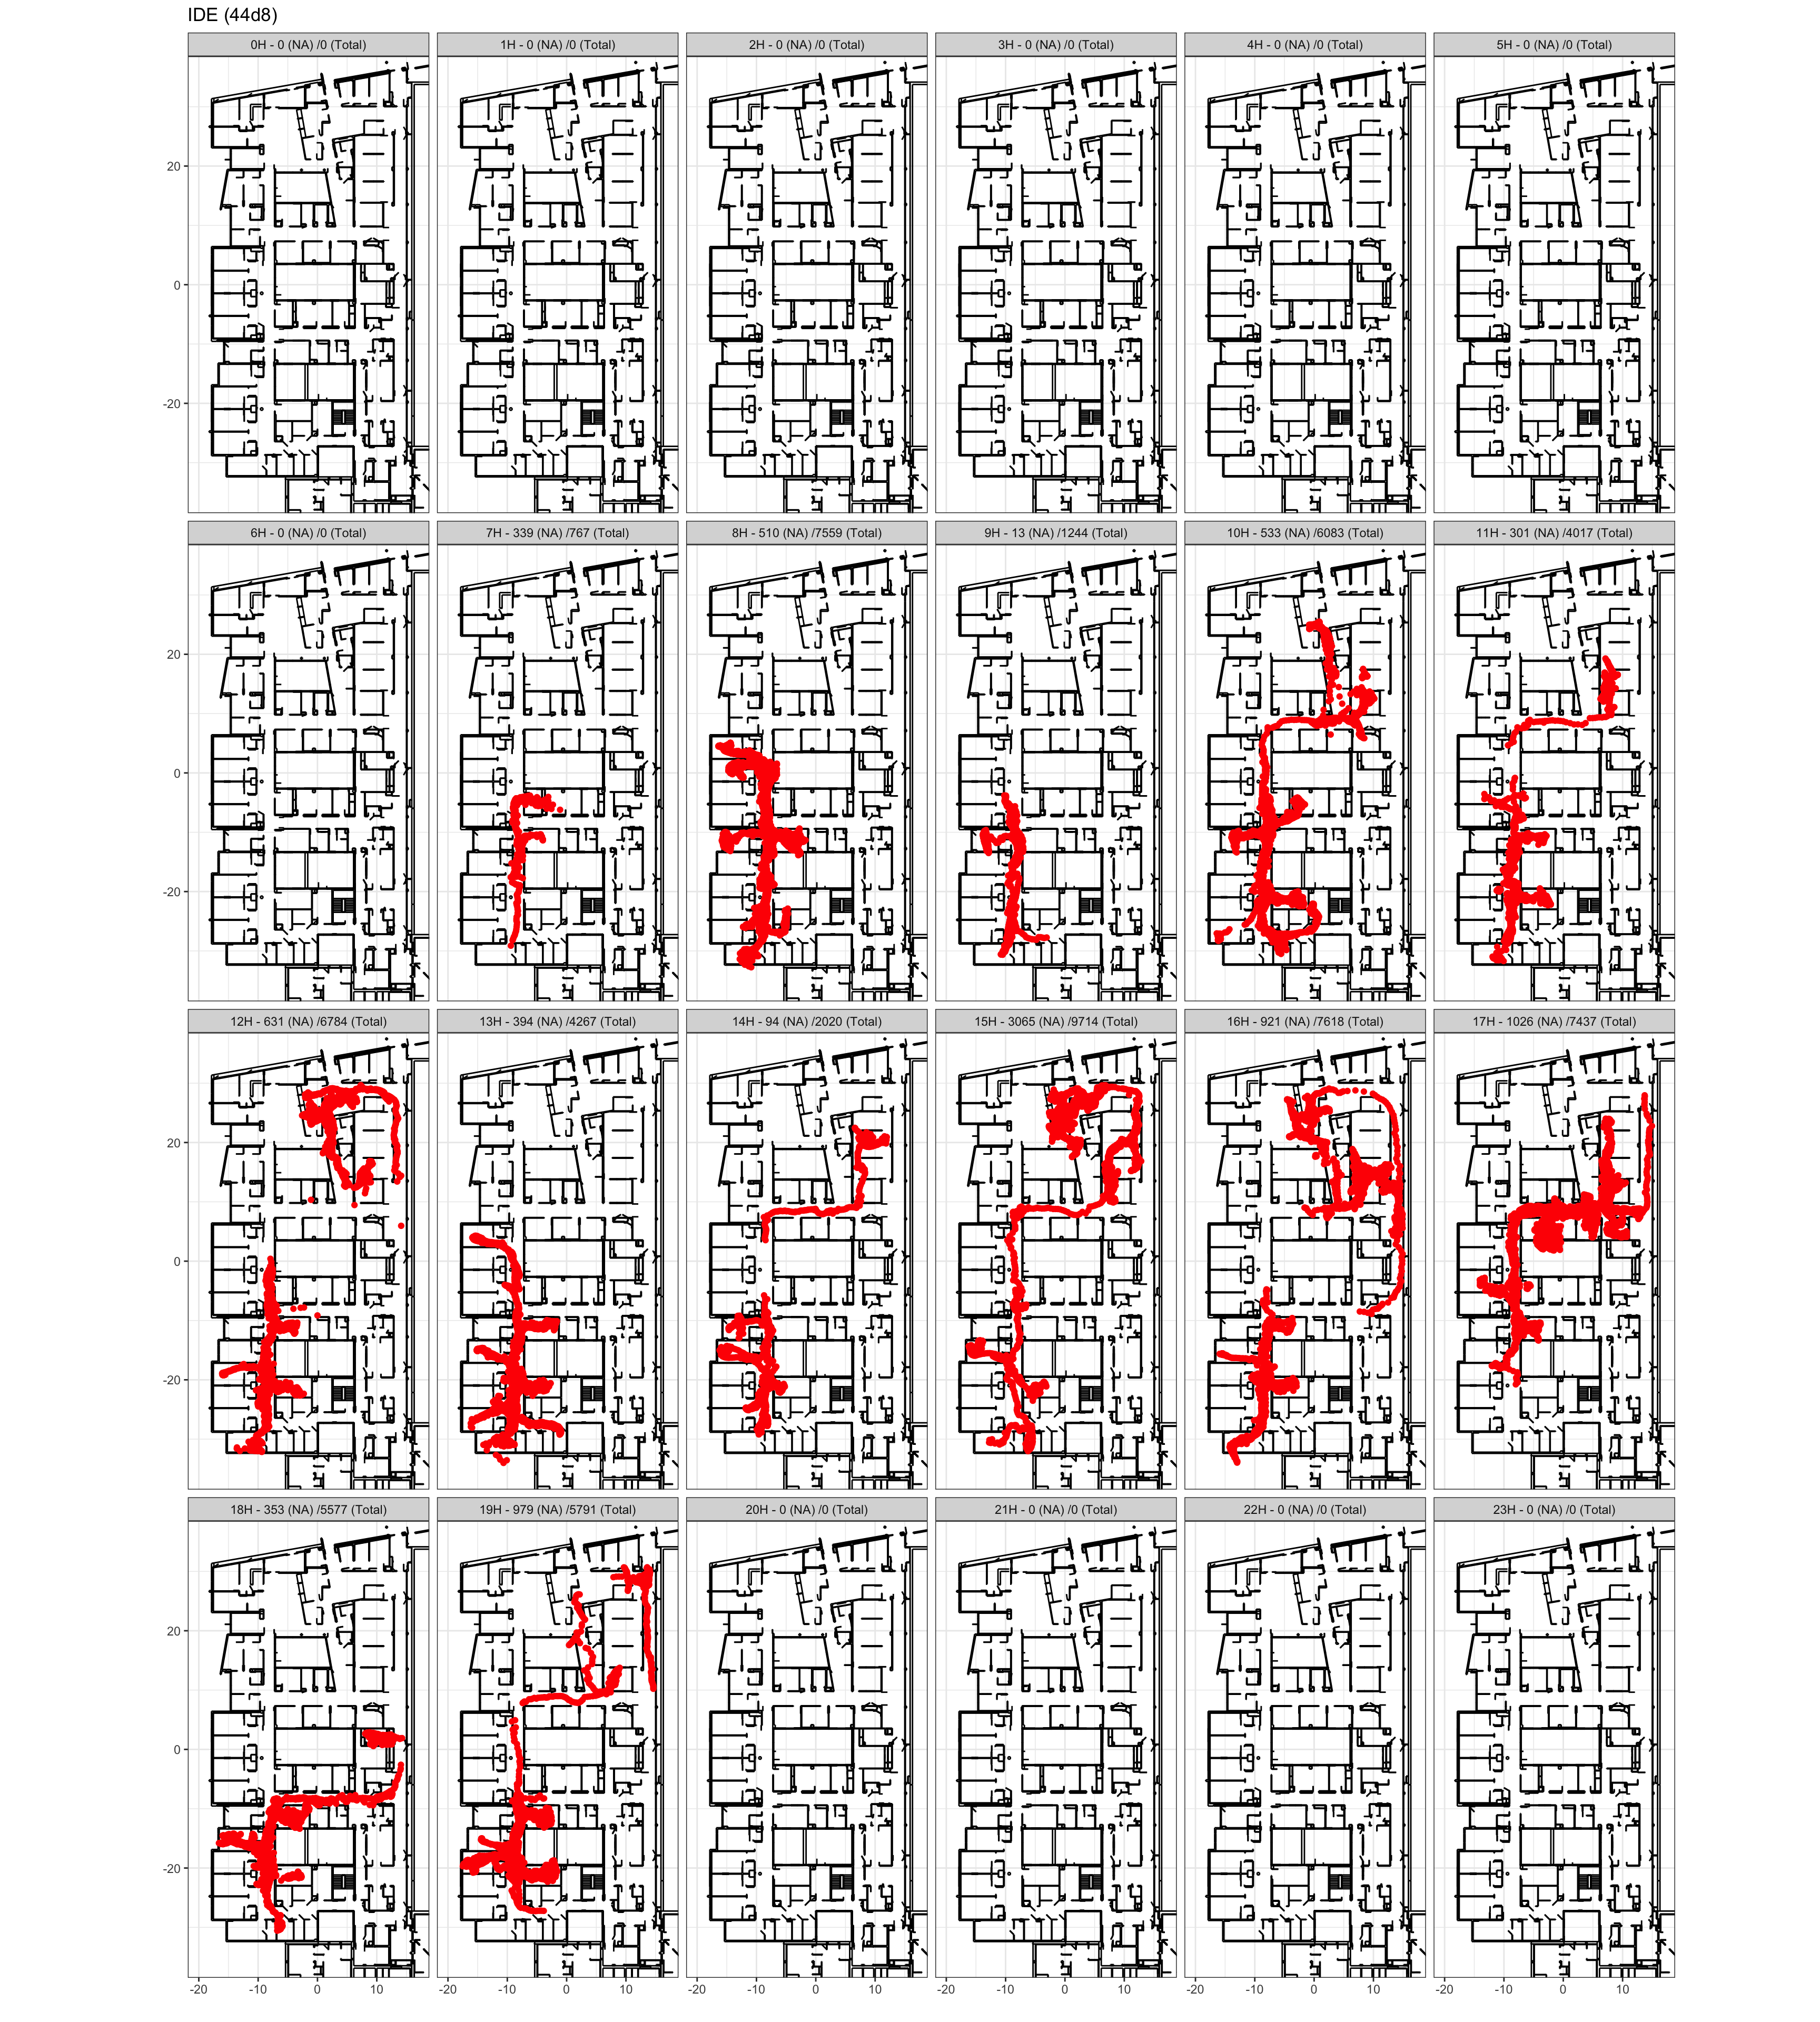 IDE (44d8)
0H - 0 (NA) /0 (Total) 1H - 0 (NA) /0 (Total) 2H - 0 (NA) /0 (Total) 3H - 0 (NA) /0 (Total) 4H - 0 (NA) /0 (Total) 5H - 0 (NA) /0 (Total)
20
0
-20
6H - 0 (NA) /0 (Total) 7H - 339 (NA) /767 (Total) 8H - 510 (NA) /7559 (Total) 9H - 13 (NA) /1244 (Total) 10H - 533 (NA) /6083 (Total) 11H - 301 (NA) /4017 (Total)
20
0
-20
12H - 631 (NA) /6784 (Total) 13H - 394 (NA) /4267 (Total) 14H - 94 (NA) /2020 (Total) 15H - 3065 (NA) /9714 (Total) 16H - 921 (NA) /7618 (Total) 17H - 1026 (NA) /7437 (Total)
20
0
-20
18H - 353 (NA) /5577 (Total) 19H - 979 (NA) /5791 (Total) 20H - 0 (NA) /0 (Total) 21H - 0 (NA) /0 (Total) 22H - 0 (NA) /0 (Total) 23H - 0 (NA) /0 (Total)
20
0
-20
-20 -10 0 10 -20 -10 0 10 -20 -10 0 10 -20 -10 0 10 -20 -10 0 10 -20 -10 0 10